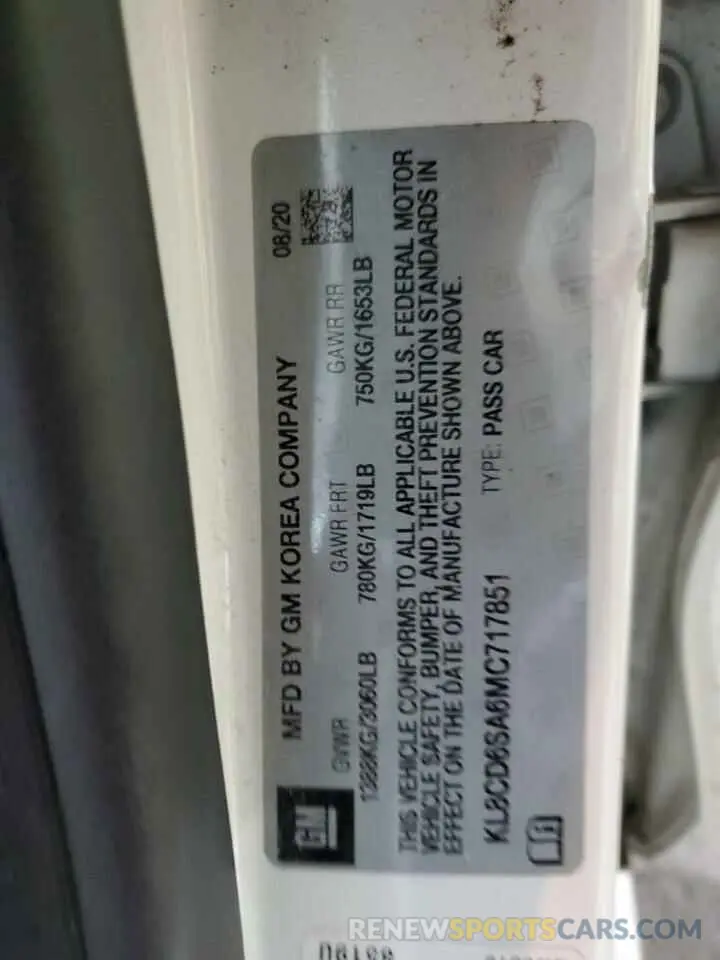 MFD BY GM KOREA COMPANY 08/20
GM
GVWR GAWR FRT GAWR RR
1388KG/3060LB 780KG/1719LB 750KG/1653LB
THIS VEHICLE CONFORMS TO ALL APPLICABLE U.S. FEDERAL MOTOR
VEHICLE SAFETY, BUMPER, AND THEFT PREVENTION STANDARDS IN
EFFECT ON THE DATE OF MANUFACTURE SHOWN ABOVE.
KL8CD6SA6MC717851 TYPE: PASS CAR
RENEWSPORTSCARS.COM